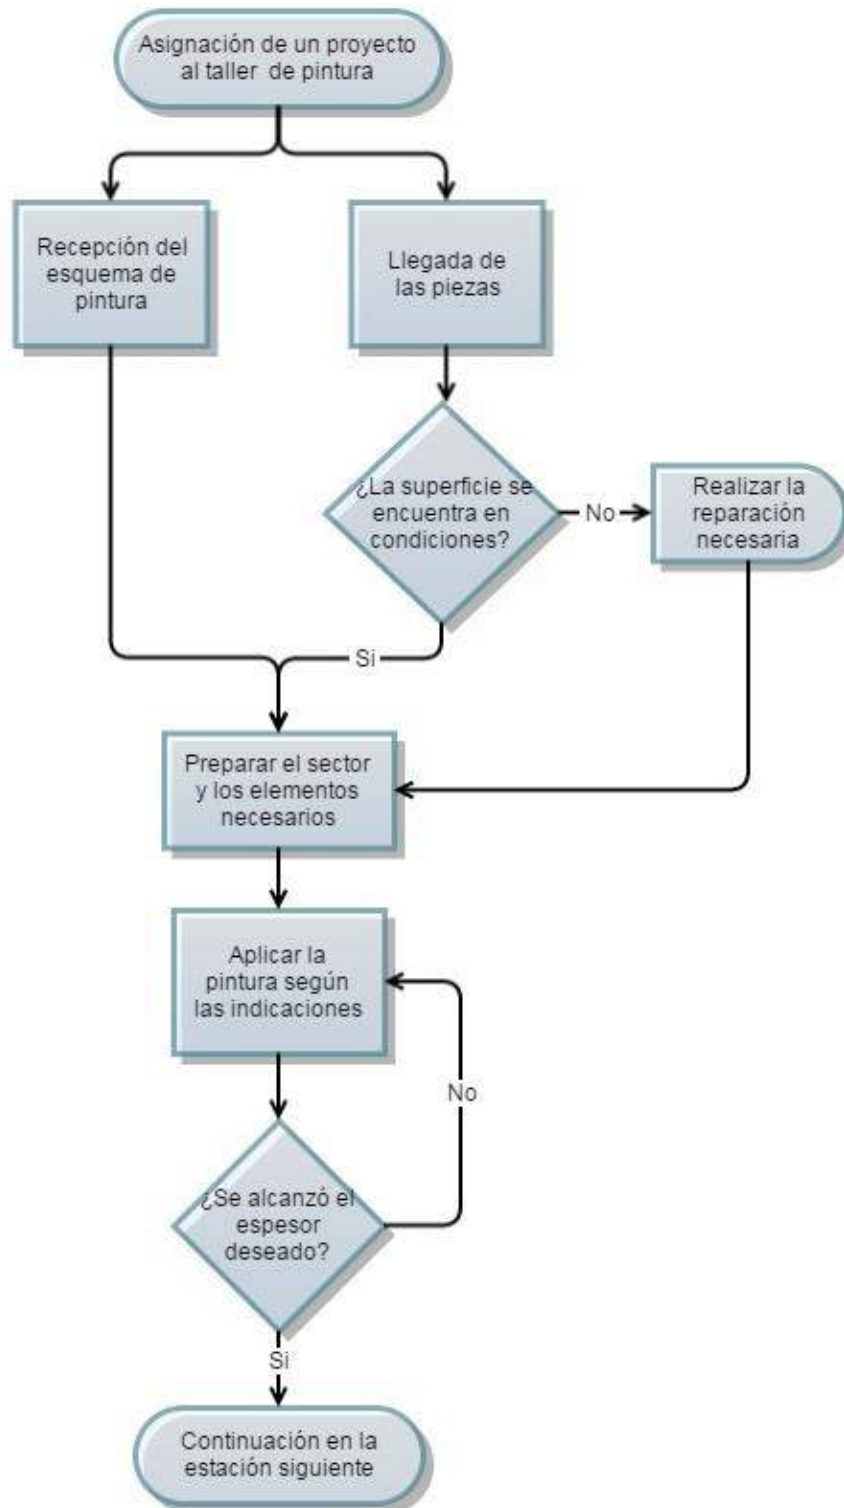 Asignación de un proyecto
al taller de pintura
Recepción del
esquema de
pintura
Llegada de
las piezas
¿La superficie se
encuentra en
condiciones?
No
Realizar la
reparación
necesaria
Si
Preparar el sector
y los elementos
necesarios
Aplicar la
pintura según
las indicaciones
No
¿Se alcanzó el
espesor
deseado?
Si
Continuación en la
estación siguiente